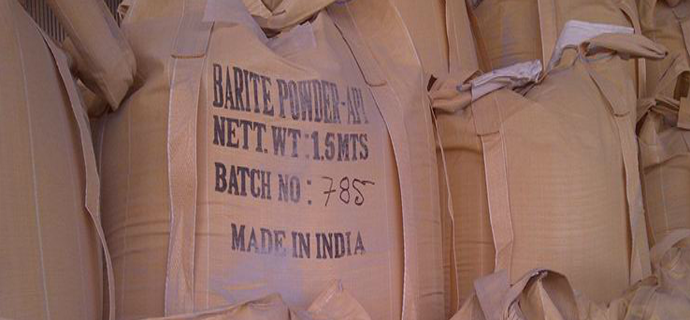 BARITE POWDER-API
NETT. WT : 1.5MTS
BATCH NO : 785
MADE IN INDIA